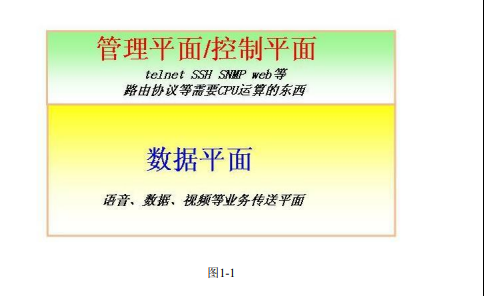 管理平面/控制平面
telnet SSH SNMP web等
路由协议等需要CPU运算的东西
数据平面
语音、数据、视频等业务传送平面
图1-1